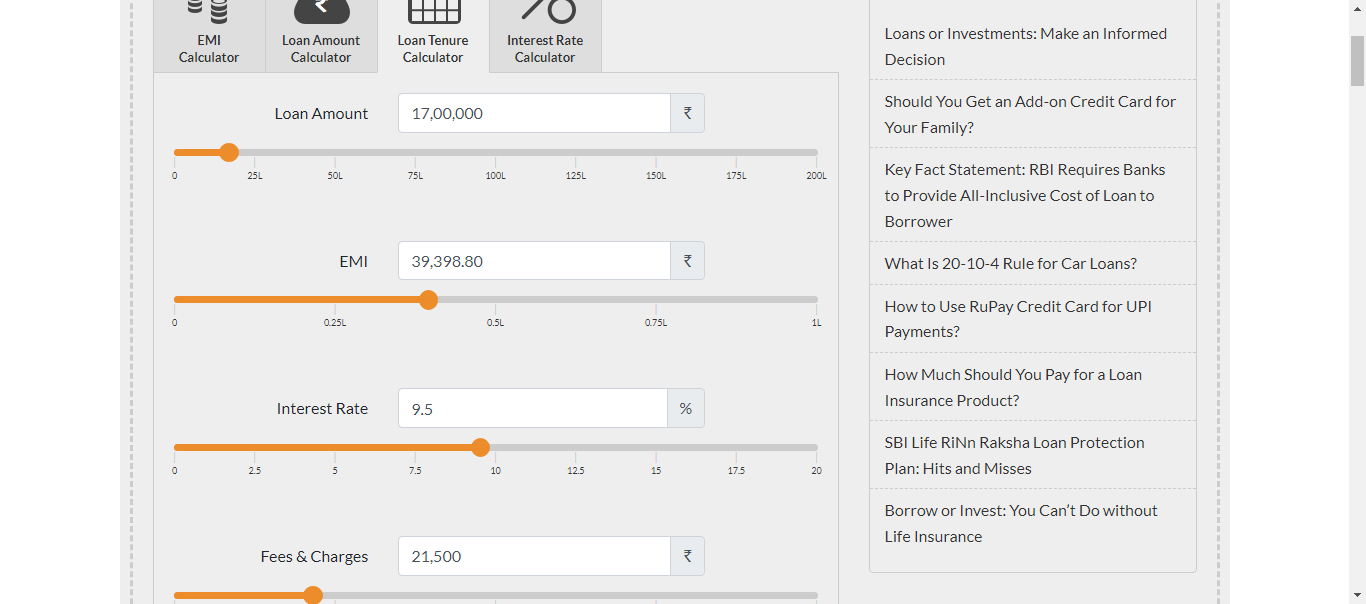 EMI
Calculator
Loan Amount
Calculator
Loan Tenure
Calculator
Interest Rate
Calculator
Loan Amount
17,00,000
₹
0 25L 50L 75L 100L 125L 150L 175L 200L
EMI
39,398.80
₹
0 0.25L 0.5L 0.75L 1L
Interest Rate
9.5
%
0 2.5 5 7.5 10 12.5 15 17.5 20
Fees & Charges
21,500
₹
Loans or Investments: Make an Informed
Decision
Should You Get an Add-on Credit Card for
Your Family?
Key Fact Statement: RBI Requires Banks
to Provide All-Inclusive Cost of Loan to
Borrower
What Is 20-10-4 Rule for Car Loans?
How to Use RuPay Credit Card for UPI
Payments?
How Much Should You Pay for a Loan
Insurance Product?
SBI Life RiNn Raksha Loan Protection
Plan: Hits and Misses
Borrow or Invest: You Can’t Do without
Life Insurance